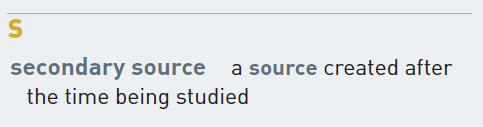 S
secondary source a source created after
the time being studied